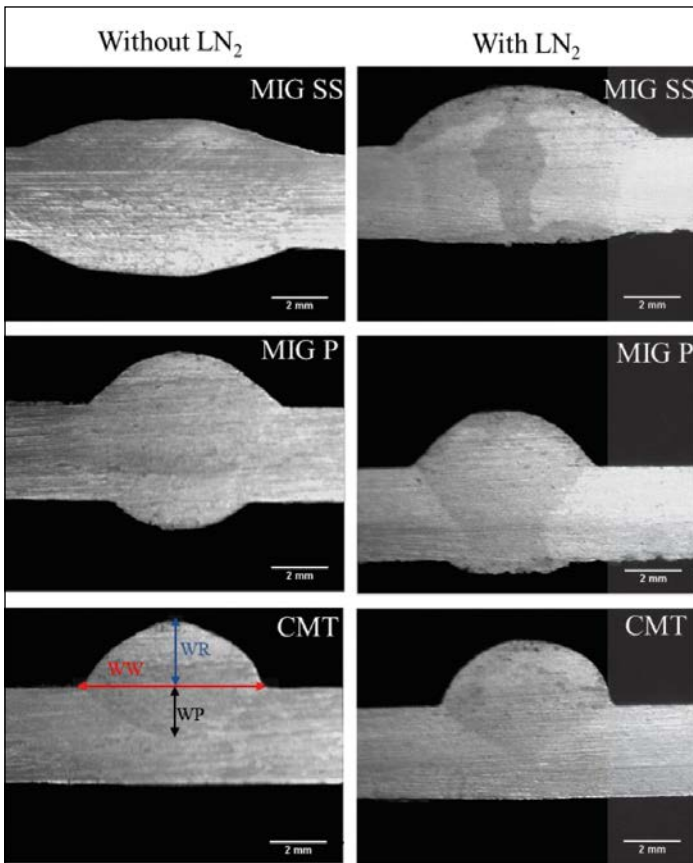 Without LN₂
With LN₂
MIG SS
MIG SS
2 mm
2 mm
MIG P
MIG P
2 mm
2 mm
CMT
WR
WW
WP
CMT
2 mm
2 mm